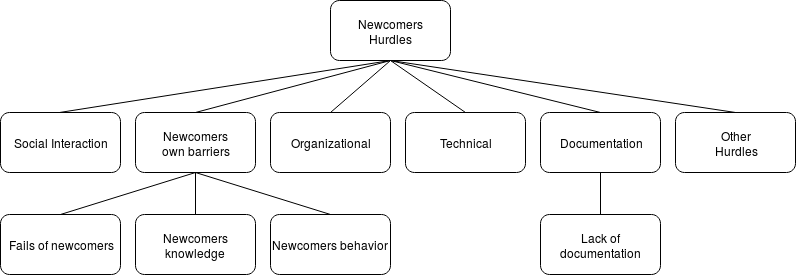 Newcomers
Hurdles
Social Interaction
Newcomers
own barriers
Organizational
Technical
Documentation
Other
Hurdles
Fails of newcomers
Newcomers
knowledge
Newcomers behavior
Lack of
documentation